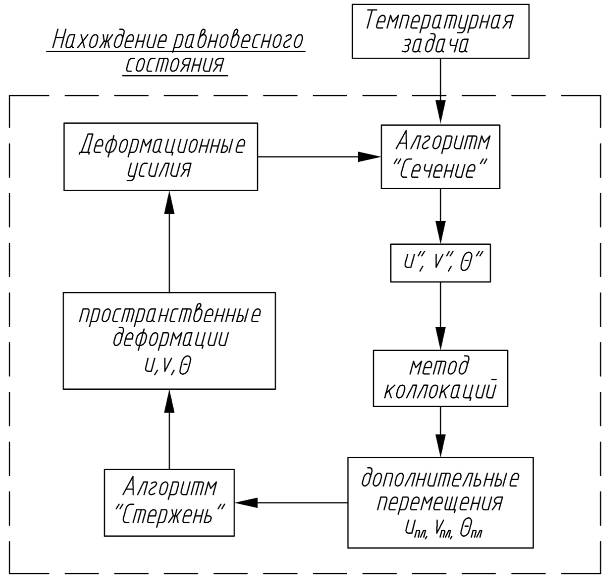 Нахождение равновесного
состояния
Температурная
задача
Деформационные
усилия
Алгоритм
"Сечение"
u", v", θ"
пространственные
деформации
u,v,θ
метод
коллокаций
Алгоритм
"Стержень"
дополнительные
перемещения
uпл, vпл, θпл